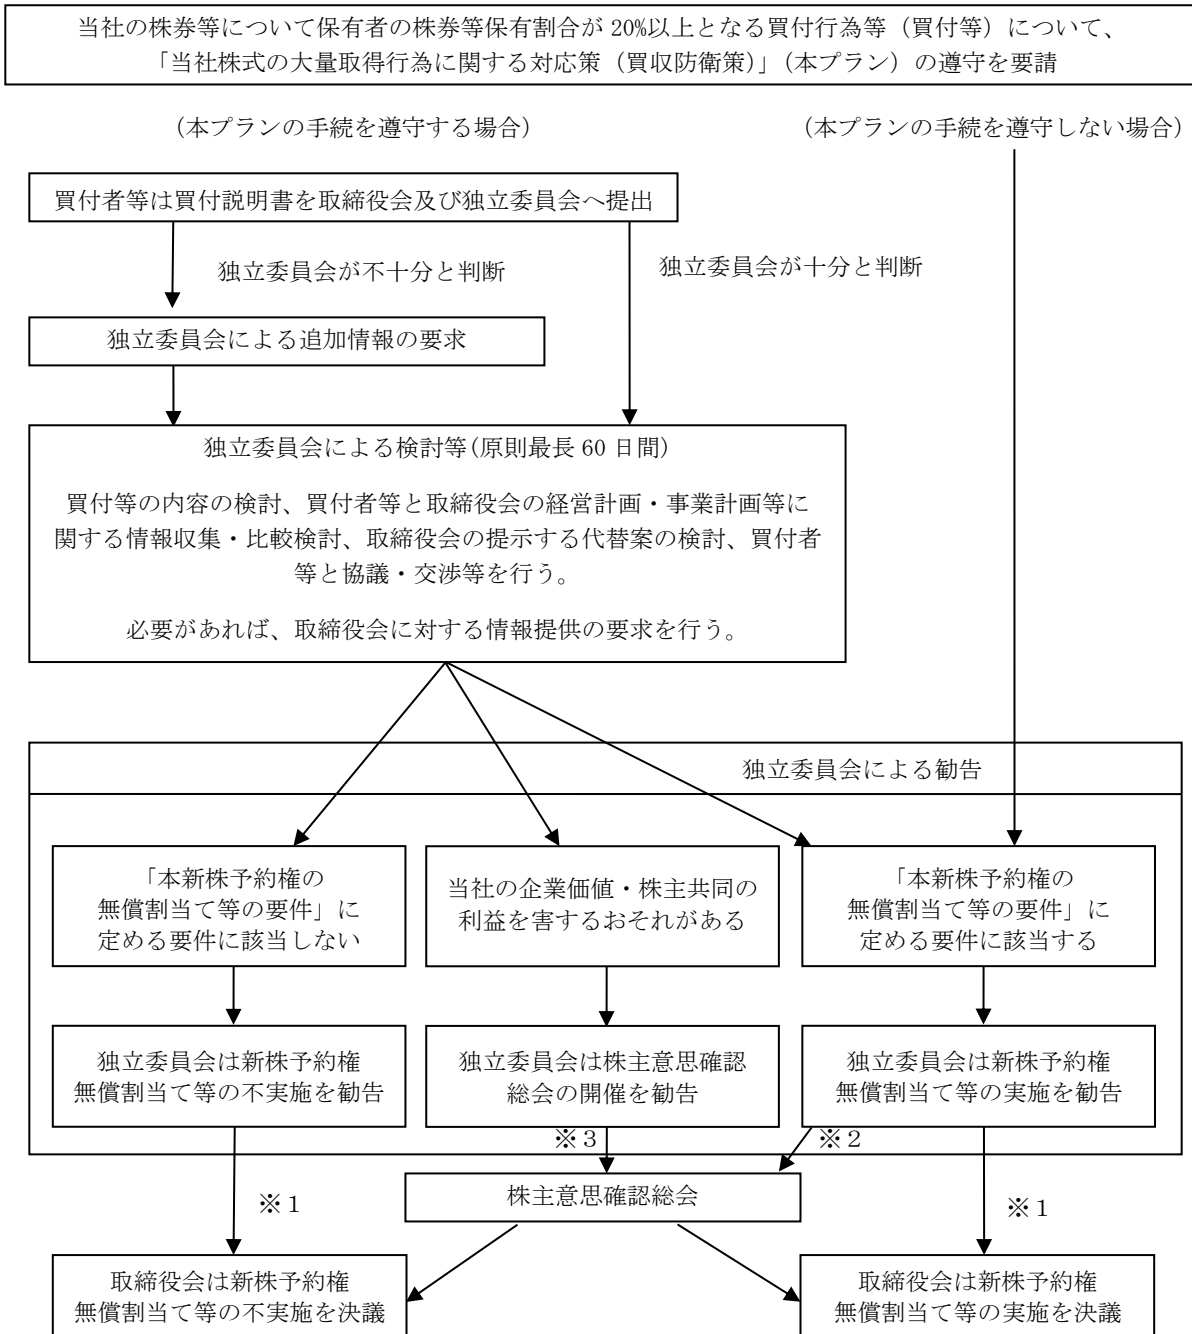 当社の株券等について保有者の株券等保有割合が 20%以上となる買付行為等（買付等）について、
「当社株式の大量取得行為に関する対応策（買収防衛策）」（本プラン）の遵守を要請
（本プランの手続を遵守する場合）
（本プランの手続を遵守しない場合）
買付者等は買付説明書を取締役会及び独立委員会へ提出
独立委員会が不十分と判断
独立委員会が十分と判断
独立委員会による追加情報の要求
独立委員会による検討等(原則最長 60 日間)
買付等の内容の検討、買付者等と取締役会の経営計画・事業計画等に
関する情報収集・比較検討、取締役会の提示する代替案の検討、買付者
等と協議・交渉等を行う。
必要があれば、取締役会に対する情報提供の要求を行う。
独立委員会による勧告
「本新株予約権の
無償割当て等の要件」に
定める要件に該当しない
当社の企業価値・株主共同の
利益を害するおそれがある
「本新株予約権の
無償割当て等の要件」に
定める要件に該当する
独立委員会は新株予約権
無償割当て等の不実施を勧告
独立委員会は株主意思確認
総会の開催を勧告
独立委員会は新株予約権
無償割当て等の実施を勧告
※３
※２
株主意思確認総会
※１
※１
取締役会は新株予約権
無償割当て等の不実施を決議
取締役会は新株予約権
無償割当て等の実施を決議